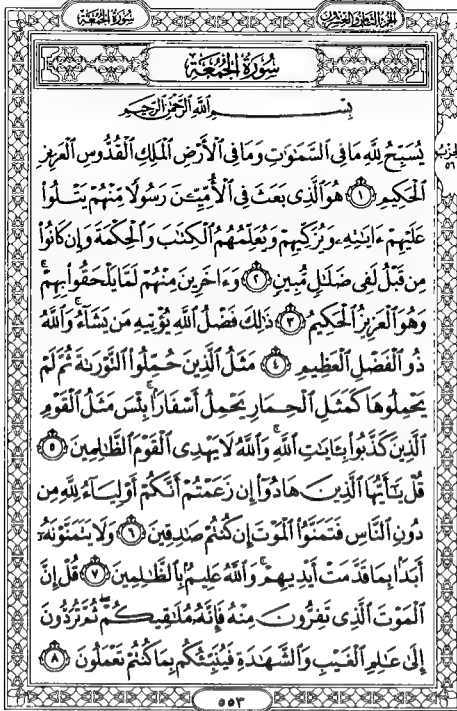 سُورَةُ الجُمُعَةِ
الجُزءُ الثَّامِنُ وَالعِشْرُونَ
سُورَةُ الجُمُعَةِ
بِسْمِ اللَّهِ الرَّحْمَٰنِ الرَّحِيمِ
يُسَبِّحُ لِلَّهِ مَا فِي السَّمَٰوَٰتِ وَمَا فِي الْأَرْضِ الْمَلِكِ الْقُدُّوسِ الْعَزِيزِ
الحِزْب ٥٦
الْحَكِيمِ ١ هُوَ الَّذِي بَعَثَ فِي الْأُمِّيِّـۧنَ رَسُولًا مِّنْهُمْ يَتْلُوا۟
عَلَيْهِمْ ءَايَٰتِهِۦ وَيُزَكِّيهِمْ وَيُعَلِّمُهُمُ الْكِتَٰبَ وَالْحِكْمَةَ وَإِن كَانُوا۟
مِن قَبْلُ لَفِي ضَلَٰلٍ مُّبِينٍ ٢ وَءَاخَرِينَ مِنْهُمْ لَمَّا يَلْحَقُوا۟ بِهِمْ ۚ
وَهُوَ الْعَزِيزُ الْحَكِيمُ ٣ ذَٰلِكَ فَضْلُ اللَّهِ يُؤْتِيهِ مَن يَشَآءُ ۚ وَاللَّهُ
ذُو الْفَضْلِ الْعَظِيمِ ٤ مَثَلُ الَّذِينَ حُمِّلُوا۟ التَّوْرَىٰةَ ثُمَّ لَمْ
يَحْمِلُوهَا كَمَثَلِ الْحِمَارِ يَحْمِلُ أَسْفَارًۢا ۚ بِئْسَ مَثَلُ الْقَوْمِ
الَّذِينَ كَذَّبُوا۟ بِـَٔايَٰتِ اللَّهِ ۚ وَاللَّهُ لَا يَهْدِي الْقَوْمَ الظَّٰلِمِينَ ٥
قُلْ يَٰٓأَيُّهَا الَّذِينَ هَادُوٓا۟ إِن زَعَمْتُمْ أَنَّكُمْ أَوْلِيَآءُ لِلَّهِ مِن
دُونِ النَّاسِ فَتَمَنَّوُا۟ الْمَوْتَ إِن كُنتُمْ صَٰدِقِينَ ٦ وَلَا يَتَمَنَّوْنَهُۥٓ
أَبَدًۢا بِمَا قَدَّمَتْ أَيْدِيهِمْ ۚ وَاللَّهُ عَلِيمٌۢ بِالظَّٰلِمِينَ ٧ قُلْ إِنَّ
الْمَوْتَ الَّذِي تَفِرُّونَ مِنْهُ فَإِنَّهُۥ مُلَٰقِيكُمْ ۖ ثُمَّ تُرَدُّونَ
إِلَىٰ عَٰلِمِ الْغَيْبِ وَالشَّهَٰدَةِ فَيُنَبِّئُكُم بِمَا كُنتُمْ تَعْمَلُونَ ٨
٥٥٣